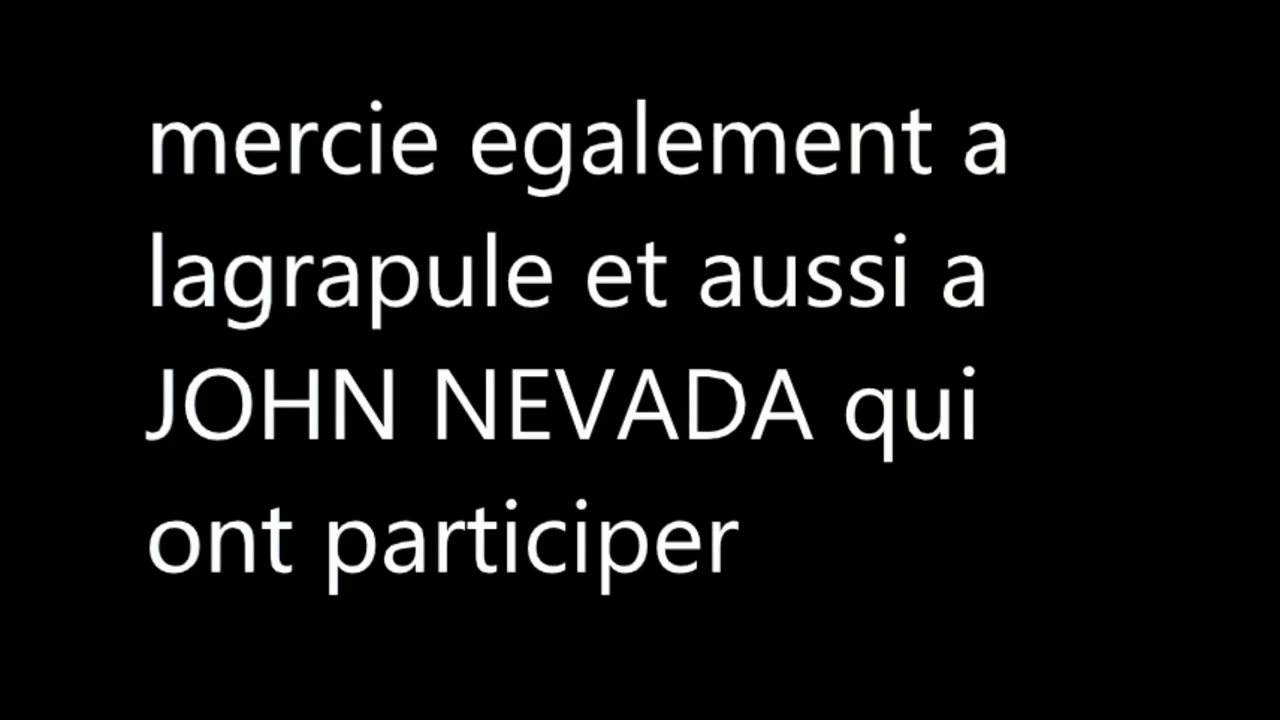 mercie egalement a
lagrapule et aussi a
JOHN NEVADA qui
ont participer